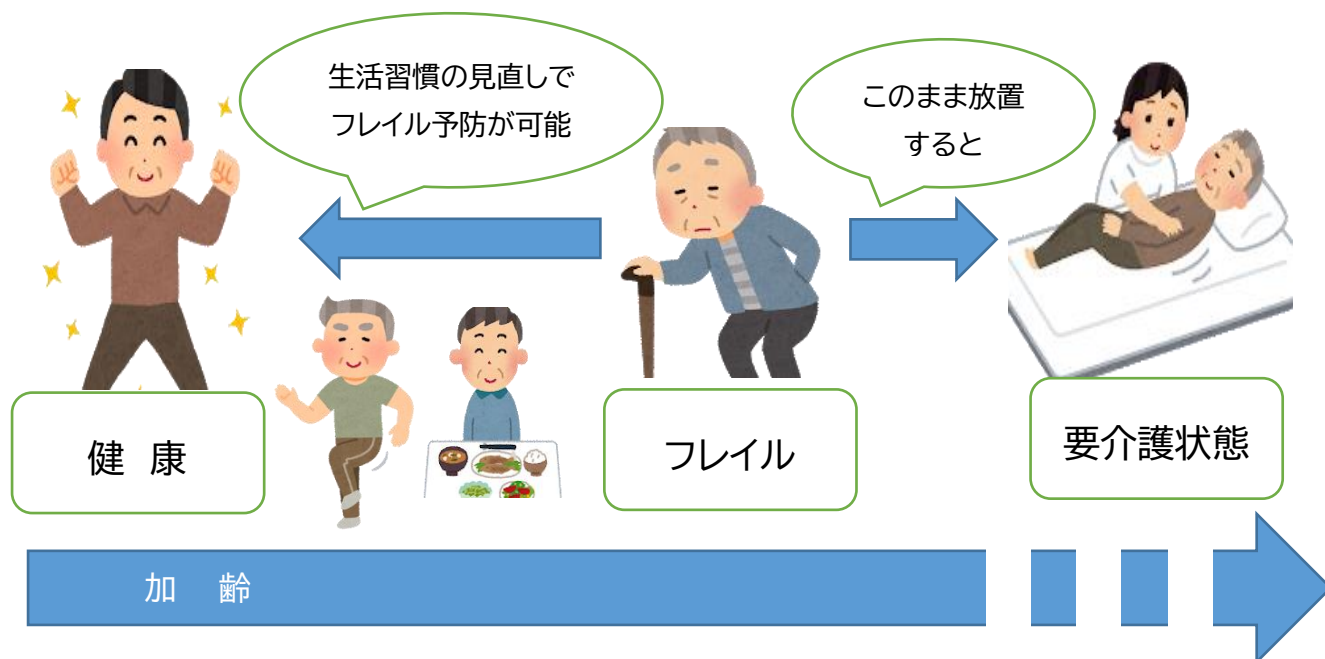 生活習慣の見直しで
フレイル予防が可能
このまま放置
すると
健 康
フレイル
要介護状態
加 齢